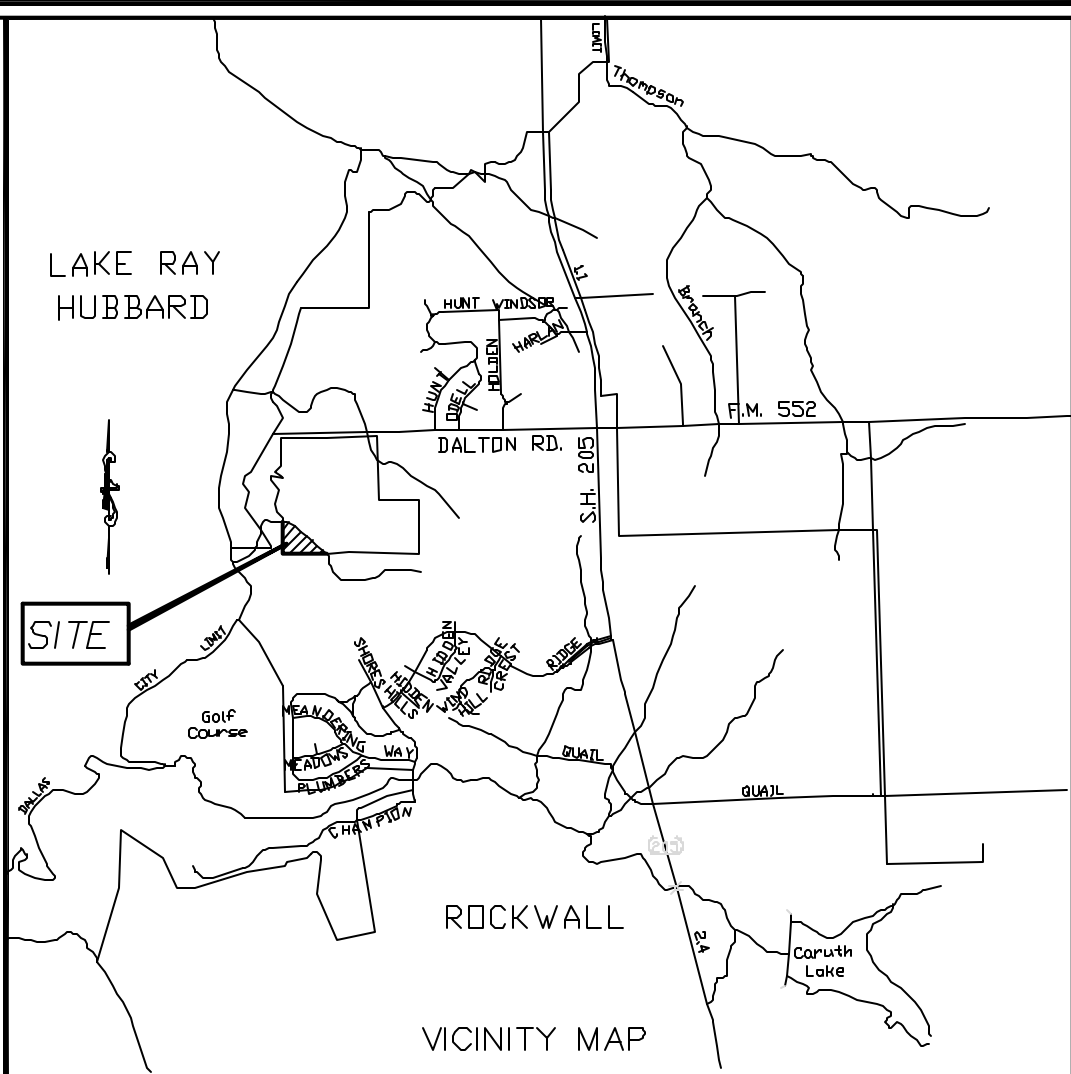 LIMIT
Thompson
LAKE RAY
HUBBARD
1.1
HUNT
WINDSOR
Branch
HARLAN
HOLDEN
HUNT
ODELL
F.M. 552
DALTON RD.
S.H. 205
SITE
CITY
LIMIT
SHORES
HILLS
HIDDEN
HIDDEN
VALLEY
WIND
HILL
RIDGE
CREST
RIDGE
Golf
Course
MEANDERING
WAY
MEADOWS
PLUMBERS
QUAIL
QUAIL
DALLAS
CHAMPION
ROCKWALL
2.4
Caruth
Lake
VICINITY MAP